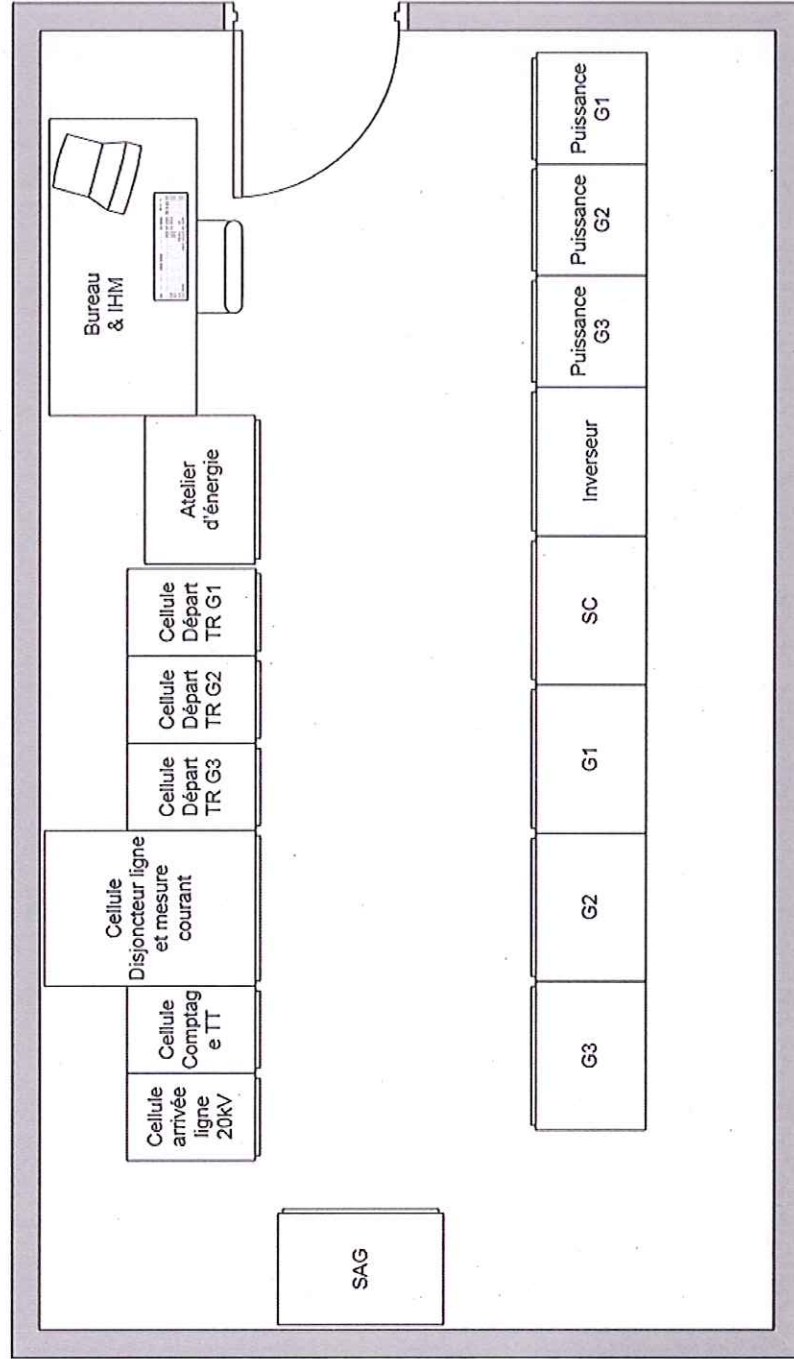 Cellule
arrivée
ligne
20kV
Cellule
Comptag
e TT
Cellule
Disjoncteur ligne
et mesure
courant
Cellule
Départ
TR G3
Cellule
Départ
TR G2
Cellule
Départ
TR G1
Atelier
d'énergie
Bureau
& IHM
SAG
G3
G2
G1
SC
Inverseur
Puissance
G3
Puissance
G2
Puissance
G1